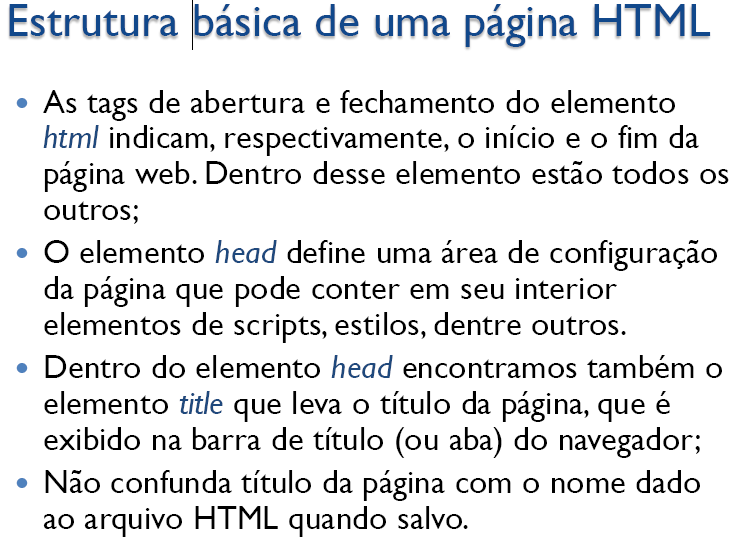 Estrutura básica de uma página HTML
• As tags de abertura e fechamento do elemento
html indicam, respectivamente, o início e o fim da
página web. Dentro desse elemento estão todos os
outros;
• O elemento head define uma área de configuração
da página que pode conter em seu interior
elementos de scripts, estilos, dentre outros.
• Dentro do elemento head encontramos também o
elemento title que leva o título da página, que é
exibido na barra de título (ou aba) do navegador;
• Não confunda título da página com o nome dado
ao arquivo HTML quando salvo.